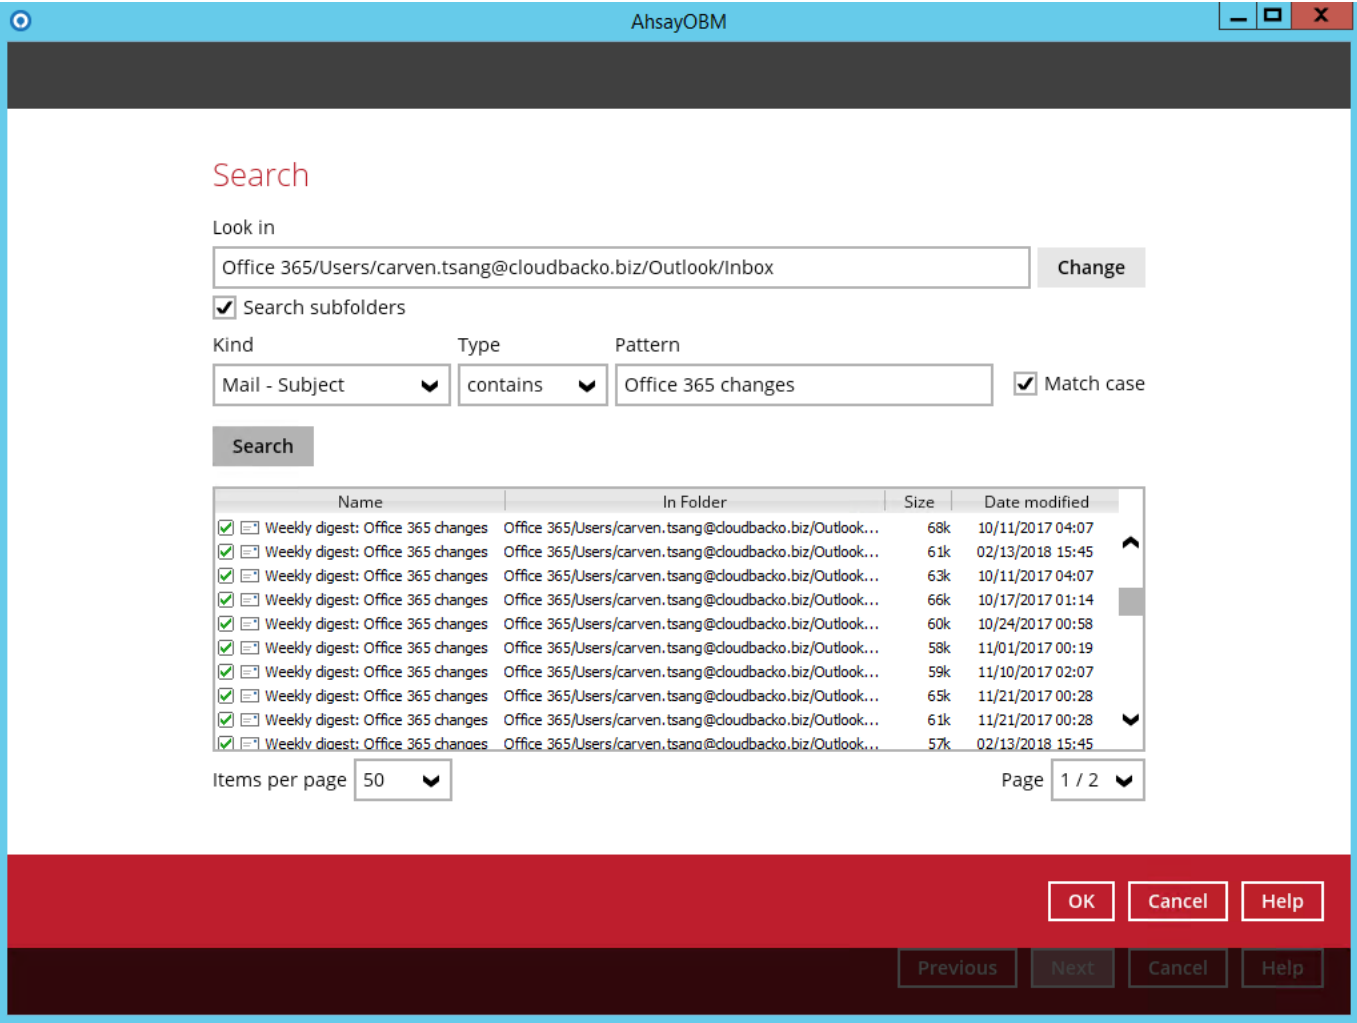 AhsayOBM
Search
Look in
Office 365/Users/carven.tsang@cloudbacko.biz/Outlook/Inbox Change
Search subfolders
Kind Type Pattern
Mail - Subject contains Office 365 changes Match case
Search
Name In Folder Size Date modified
Weekly digest: Office 365 changes Office 365/Users/carven.tsang@cloudbacko.biz/Outlook... 68k 10/11/2017 04:07
Weekly digest: Office 365 changes Office 365/Users/carven.tsang@cloudbacko.biz/Outlook... 61k 02/13/2018 15:45
Weekly digest: Office 365 changes Office 365/Users/carven.tsang@cloudbacko.biz/Outlook... 63k 10/11/2017 04:07
Weekly digest: Office 365 changes Office 365/Users/carven.tsang@cloudbacko.biz/Outlook... 66k 10/17/2017 01:14
Weekly digest: Office 365 changes Office 365/Users/carven.tsang@cloudbacko.biz/Outlook... 60k 10/24/2017 00:58
Weekly digest: Office 365 changes Office 365/Users/carven.tsang@cloudbacko.biz/Outlook... 58k 11/01/2017 00:19
Weekly digest: Office 365 changes Office 365/Users/carven.tsang@cloudbacko.biz/Outlook... 59k 11/10/2017 02:07
Weekly digest: Office 365 changes Office 365/Users/carven.tsang@cloudbacko.biz/Outlook... 65k 11/21/2017 00:28
Weekly digest: Office 365 changes Office 365/Users/carven.tsang@cloudbacko.biz/Outlook... 61k 11/21/2017 00:28
Weekly digest: Office 365 changes Office 365/Users/carven.tsang@cloudbacko.biz/Outlook... 57k 02/13/2018 15:45
Items per page 50 Page 1 / 2
OK Cancel Help
Previous Next Cancel Help